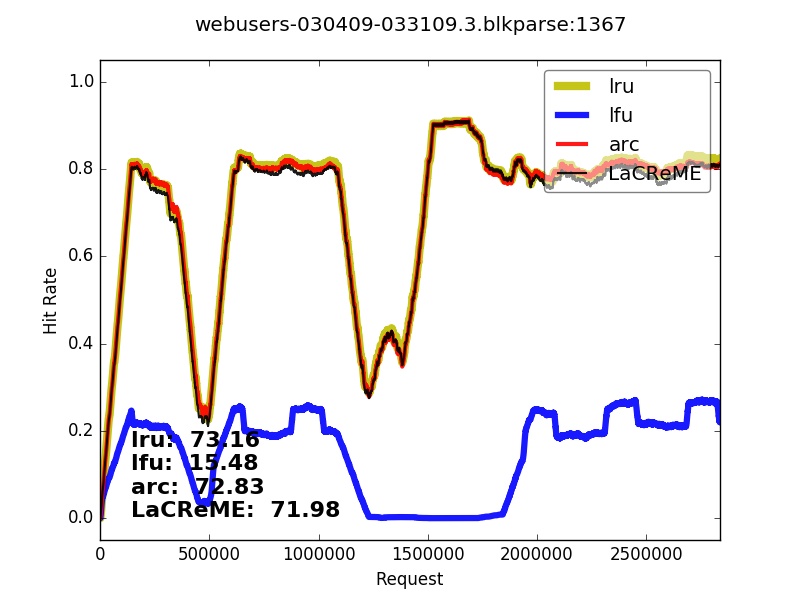 webusers-030409-033109.3.blkparse:1367
lru
lfu
arc
LaCReME
1.0
0.8
0.6
0.4
0.2
0.0
Hit Rate
lru: 73.16
lfu: 15.48
arc: 72.83
LaCReME: 71.98
0 500000 1000000 1500000 2000000 2500000
Request